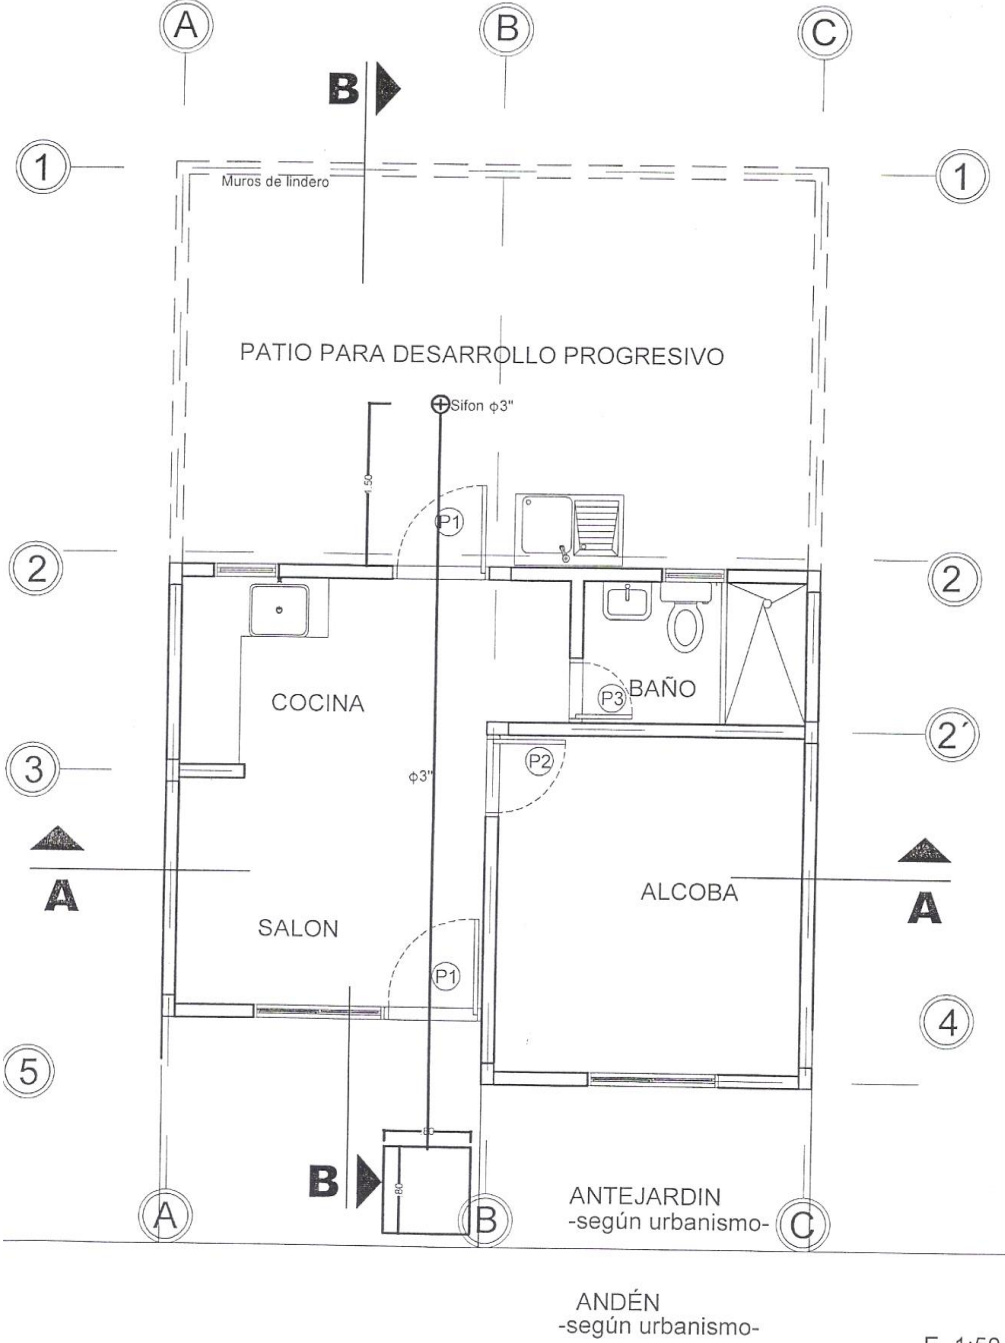 A
B
C
B
1
1
Muros de lindero
PATIO PARA DESARROLLO PROGRESIVO
Sifon ϕ3"
1.50
P1
2
2
BAÑO
P3
COCINA
2´
P2
3
ϕ3"
A
A
ALCOBA
SALON
P1
4
5
80
B
80
A
B
C
ANTEJARDIN
-según urbanismo-
ANDÉN
-según urbanismo-